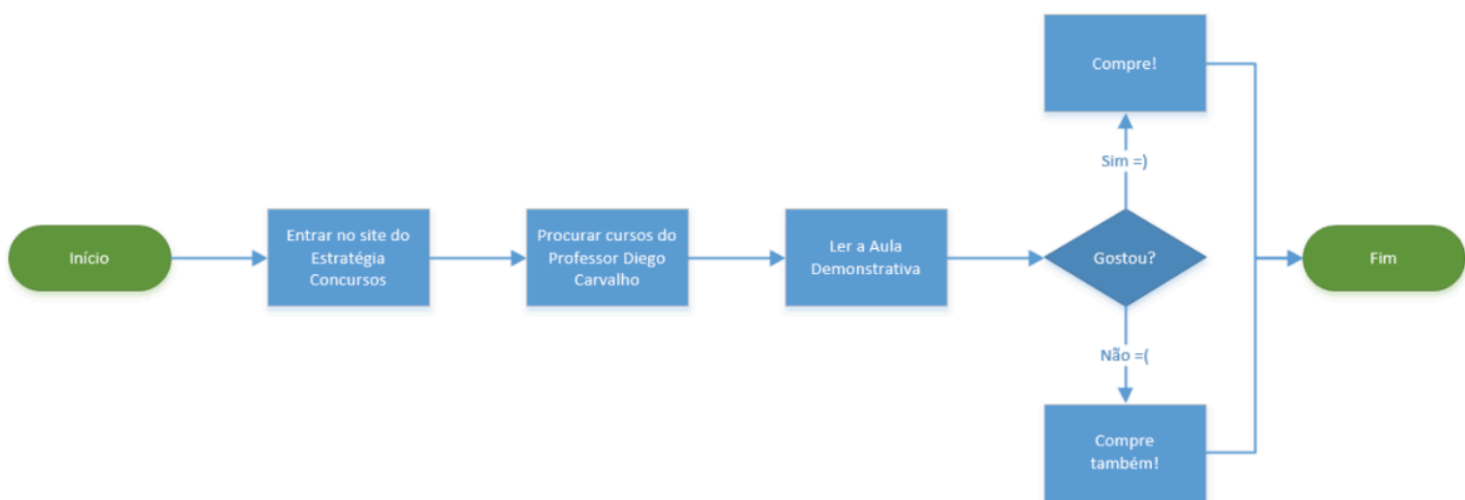 Início
Entrar no site do
Estratégia
Concursos
Procurar cursos do
Professor Diego
Carvalho
Ler a Aula
Demonstrativa
Gostou?
Sim =)
Compre!
Não =(
Compre
também!
Fim